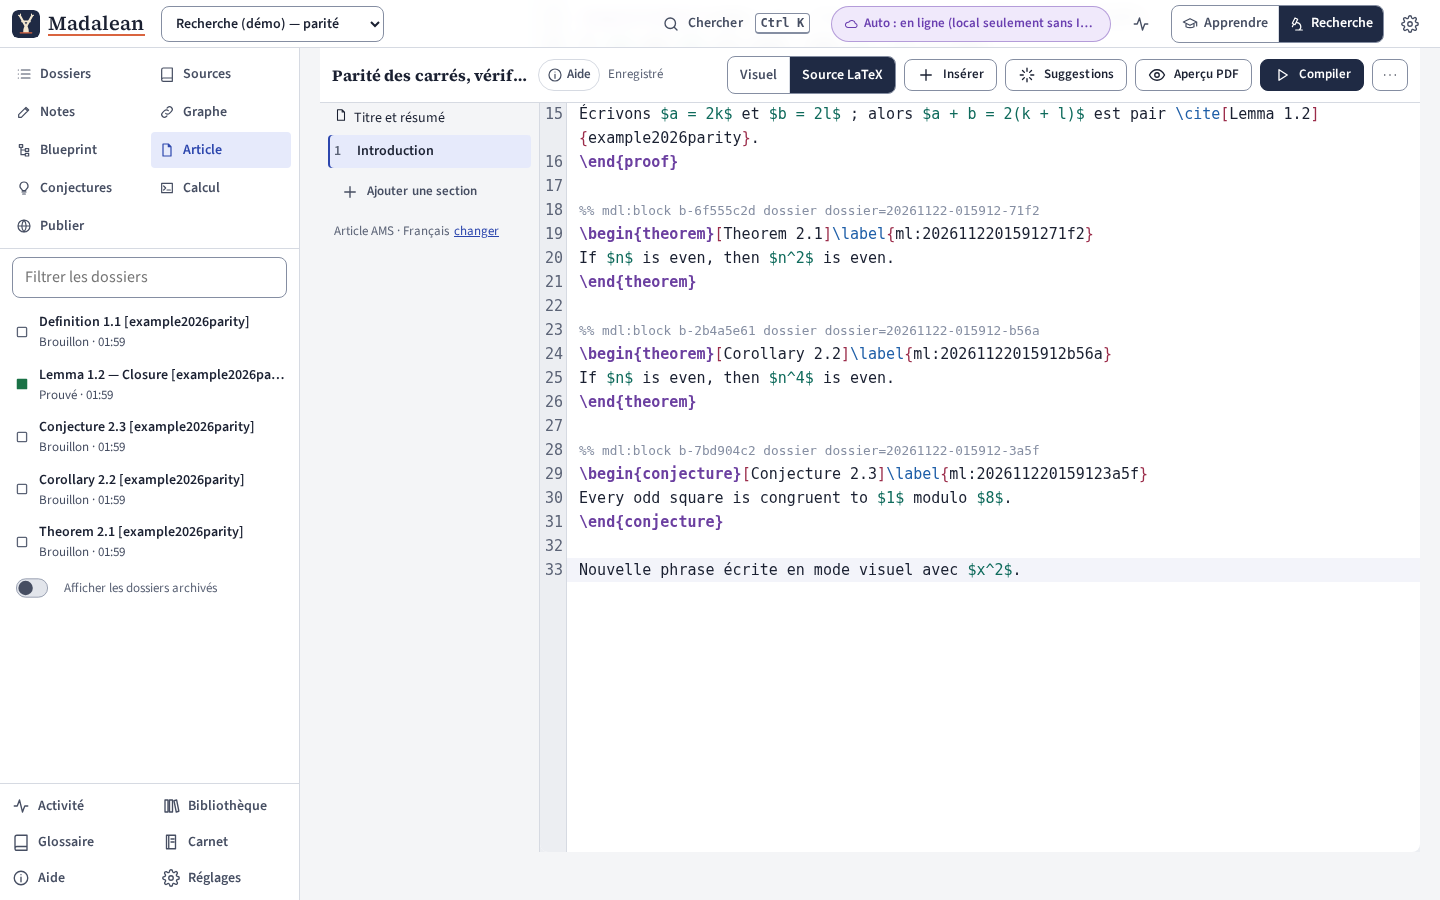 Madalean
Recherche (démo) — parité
Chercher
Ctrl K
Auto : en ligne (local seulement sans I…
Apprendre
Recherche
Dossiers
Sources
Notes
Graphe
Blueprint
Article
Conjectures
Calcul
Publier
Filtrer les dossiers
Definition 1.1 [example2026parity]
Brouillon · 01:59
Lemma 1.2 — Closure [example2026pa…
Prouvé · 01:59
Conjecture 2.3 [example2026parity]
Brouillon · 01:59
Corollary 2.2 [example2026parity]
Brouillon · 01:59
Theorem 2.1 [example2026parity]
Brouillon · 01:59
Afficher les dossiers archivés
Activité
Bibliothèque
Glossaire
Carnet
Aide
Réglages
Parité des carrés, vérif…
Aide
Enregistré
Visuel
Source LaTeX
Insérer
Suggestions
Aperçu PDF
Compiler
···
Titre et résumé
1 Introduction
Ajouter une section
Article AMS · Français changer
15 Écrivons $a = 2k$ et $b = 2l$ ; alors $a + b = 2(k + l)$ est pair \cite[Lemma 1.2]
{example2026parity}.
16 \end{proof}
17
18 %% mdl:block b-6f555c2d dossier dossier=20261122-015912-71f2
19 \begin{theorem}[Theorem 2.1]\label{ml:2026112201591271f2}
20 If $n$ is even, then $n^2$ is even.
21 \end{theorem}
22
23 %% mdl:block b-2b4a5e61 dossier dossier=20261122-015912-b56a
24 \begin{theorem}[Corollary 2.2]\label{ml:20261122015912b56a}
25 If $n$ is even, then $n^4$ is even.
26 \end{theorem}
27
28 %% mdl:block b-7bd904c2 dossier dossier=20261122-015912-3a5f
29 \begin{conjecture}[Conjecture 2.3]\label{ml:202611220159123a5f}
30 Every odd square is congruent to $1$ modulo $8$.
31 \end{conjecture}
32
33 Nouvelle phrase écrite en mode visuel avec $x^2$.